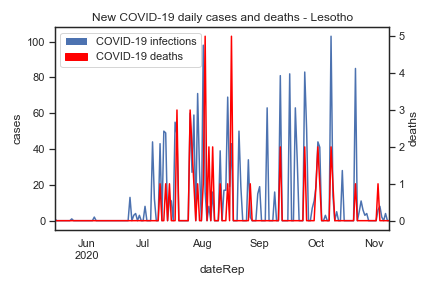 New COVID-19 daily cases and deaths - Lesotho
COVID-19 infections
COVID-19 deaths
100
80
60
40
20
0
cases
5
4
3
2
1
0
deaths
Jun Jul Aug Sep Oct Nov
2020
dateRep